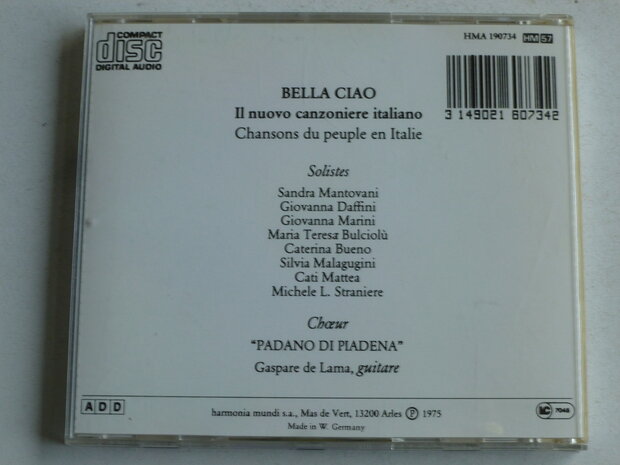 COMPACT
disc
DIGITAL AUDIO
HMA 190734 HM 57
3 149021 607342
BELLA CIAO
Il nuovo canzoniere italiano
Chansons du peuple en Italie
Solistes
Sandra Mantovani
Giovanna Daffini
Giovanna Marini
Maria Teresa Bulciolù
Caterina Bueno
Silvia Malagugini
Cati Mattea
Michele L. Straniere
Chœur
“PADANO DI PIADENA”
Gaspare de Lama, guitare
A D D
harmonia mundi s.a., Mas de Vert, 13200 Arles Ⓟ 1975
Made in W. Germany
LC 7045